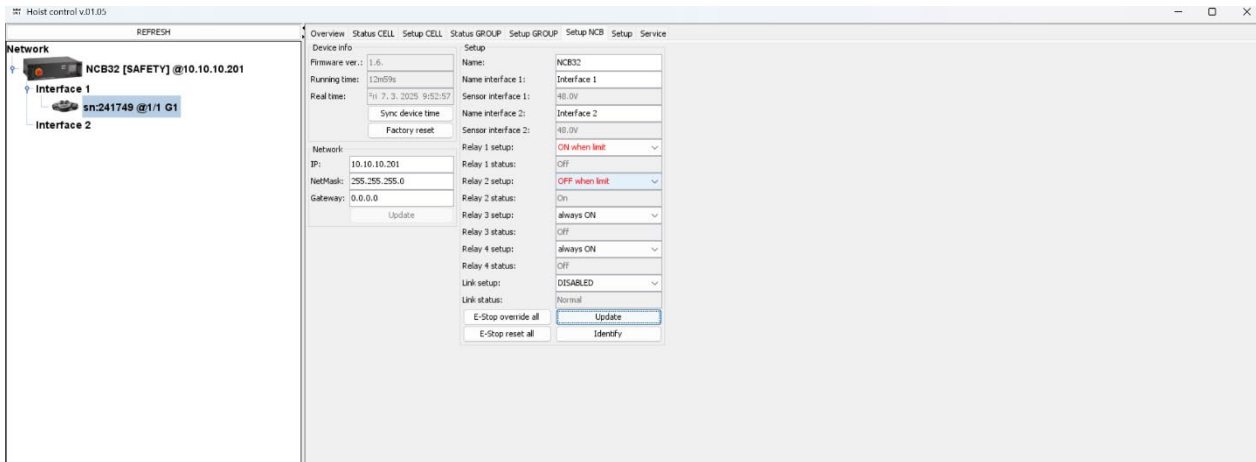 Hoist control v.01.05
REFRESH
Network
NCB32 [SAFETY] @10.10.10.201
Interface 1
sn:241749 @1/1 G1
Interface 2
Overview Status CELL Setup CELL Status GROUP Setup GROUP Setup NCB Setup Service
Device info
Firmware ver.: 1.6.
Running time: 12m59s
Real time: 7. 3. 2025 9:52:57
Sync device time
Factory reset
Network
IP: 10.10.10.201
NetMask: 255.255.255.0
Gateway: 0.0.0.0
Update
Setup
Name: NCB32
Name interface 1: Interface 1
Sensor interface 1: 48.0V
Name interface 2: Interface 2
Sensor interface 2: 48.0V
Relay 1 setup: ON when limit
Relay 1 status: Off
Relay 2 setup: OFF when limit
Relay 2 status: On
Relay 3 setup: always ON
Relay 3 status: Off
Relay 4 setup: always ON
Relay 4 status: Off
Link setup: DISABLED
Link status: Normal
E-Stop override all Update
E-Stop reset all Identify